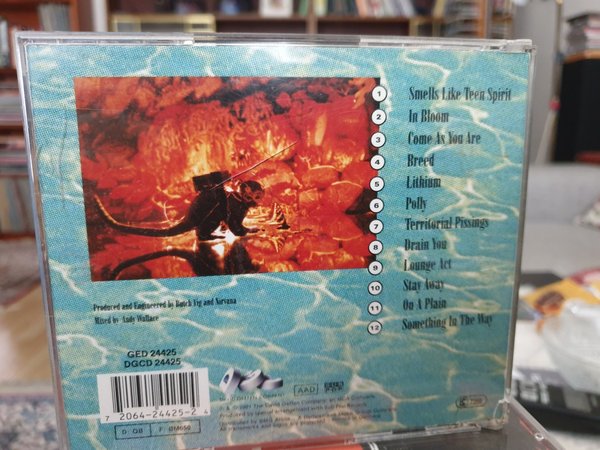 1 Smells Like Teen Spirit
2 In Bloom
3 Come As You Are
4 Breed
5 Lithium
6 Polly
7 Territorial Pissings
8 Drain You
9 Lounge Act
10 Stay Away
11 On A Plain
12 Something In The Way
Produced and Engineered by Butch Vig and Nirvana
Mixed by Andy Wallace
GED 24425
DGCD 24425
7 2064-24425-2 4
AAD